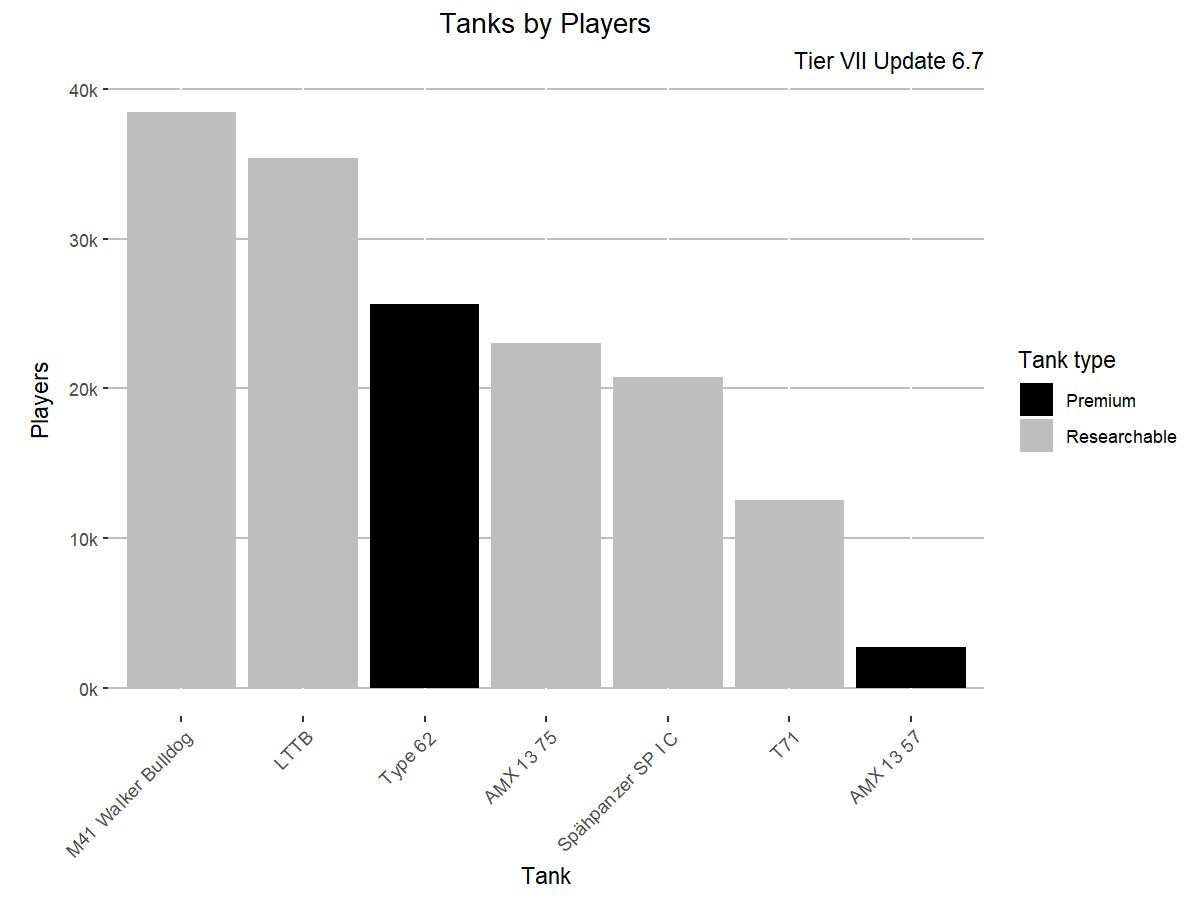 Tanks by Players
Tier VII Update 6.7
40k
30k
20k
10k
0k
Players
M41 Walker Bulldog
LTTB
Type 62
AMX 13 75
Spähpanzer SP I C
T71
AMX 13 57
Tank
Tank type
Premium
Researchable